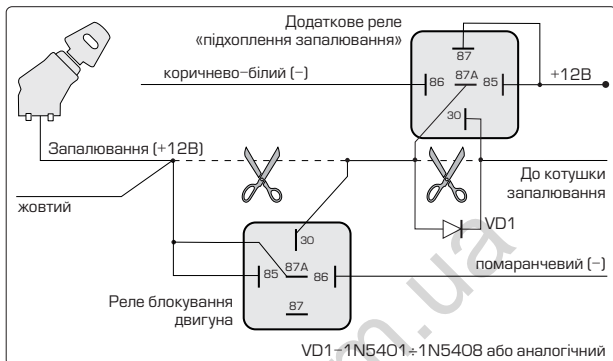 Додаткове реле
«підхоплення запалювання»
87
коричнево-білий (-)
86
87А
85
+12В
30
Запалювання (+12В)
До котушки
запалювання
жовтий
VD1
30
85
87А
86
помаранчевий (-)
Реле блокування
двигуна
87
VD1-1N5401÷1N5408 або аналогічний
m.ua